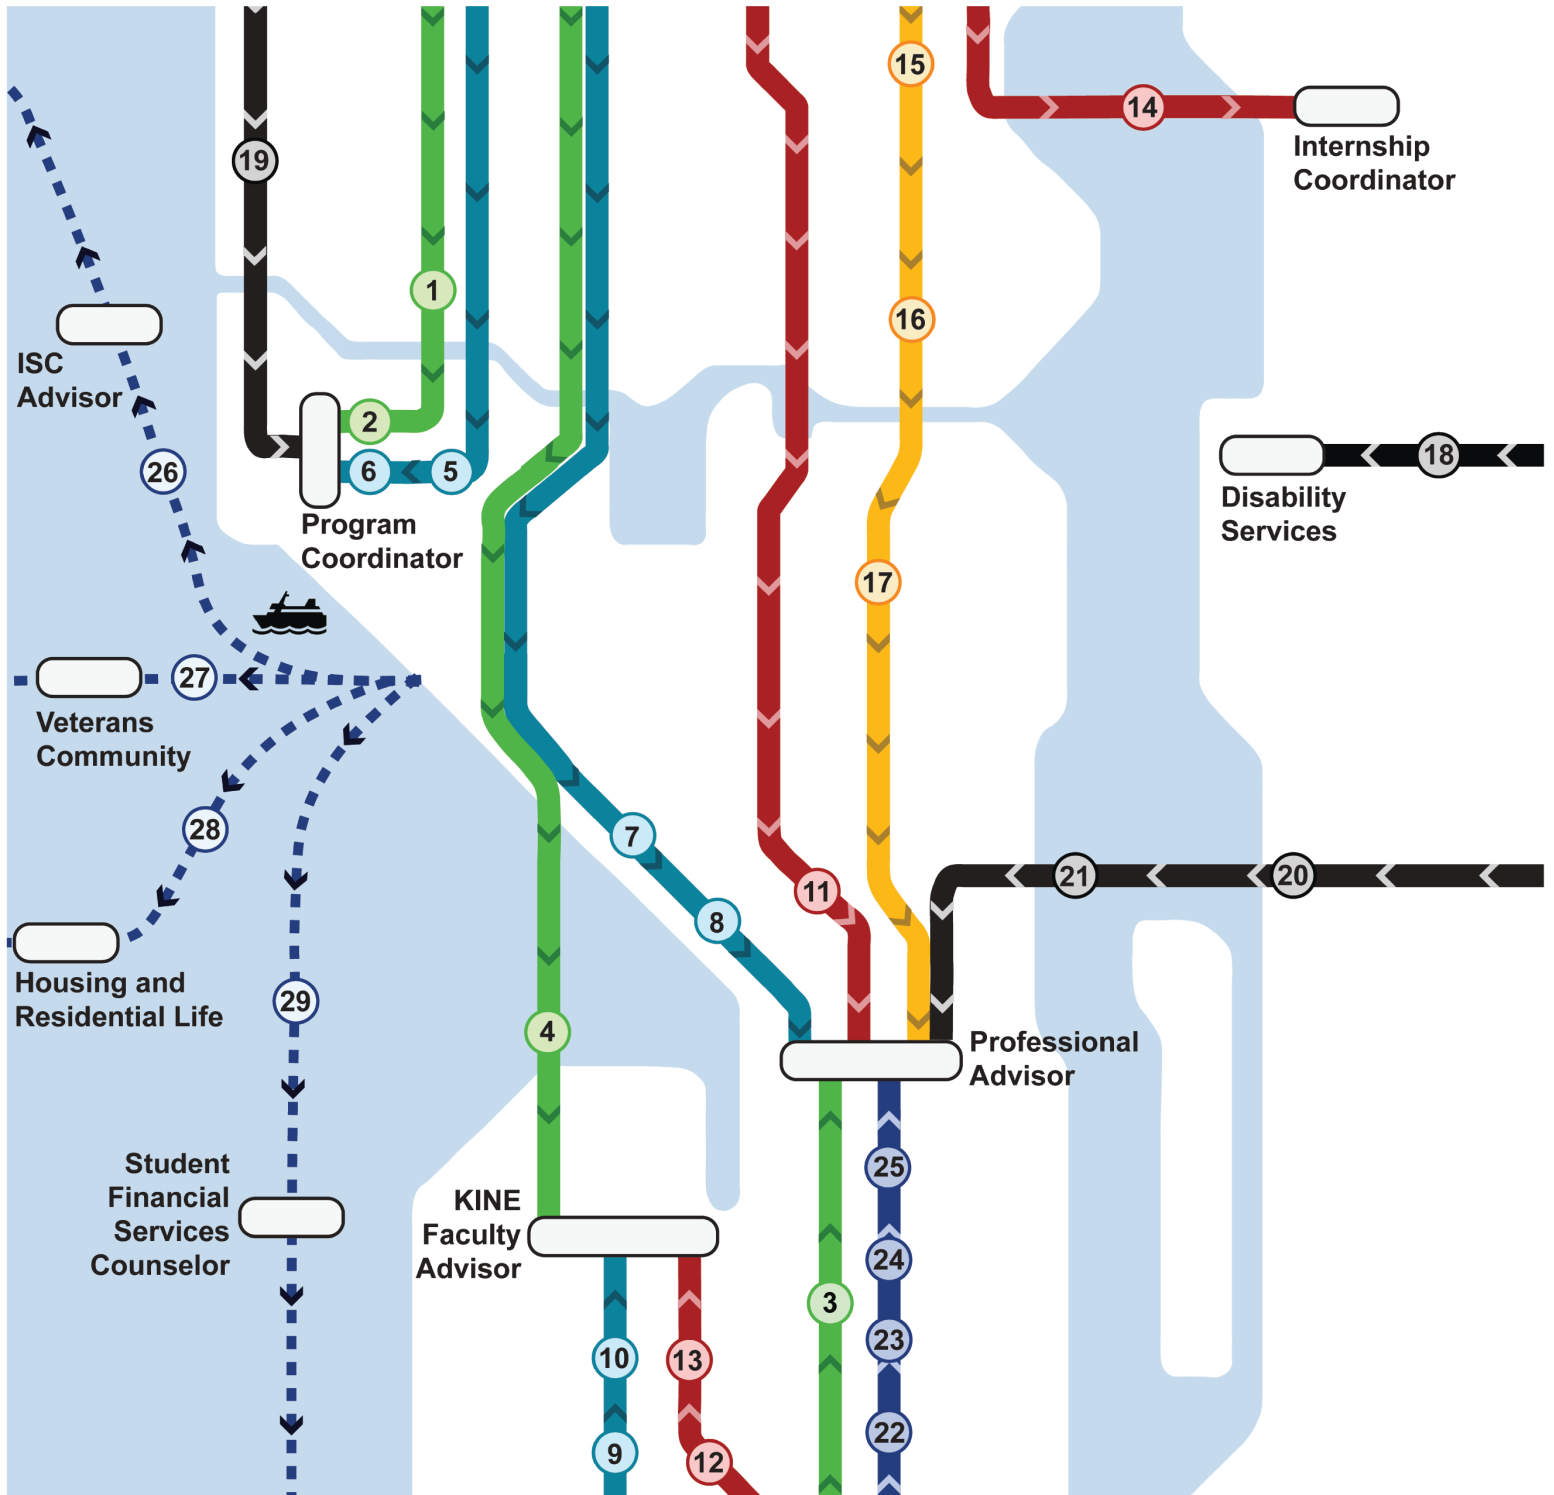 15
14
Internship
Coordinator
19
1
16
ISC
Advisor
2
26
6
5
18
Disability
Services
Program
Coordinator
17
27
Veterans
Community
28
7
11
21
20
8
Housing and
Residential Life
29
4
Professional
Advisor
Student
Financial
Services
Counselor
KINE
Faculty
Advisor
25
24
3
23
10
13
22
9
12